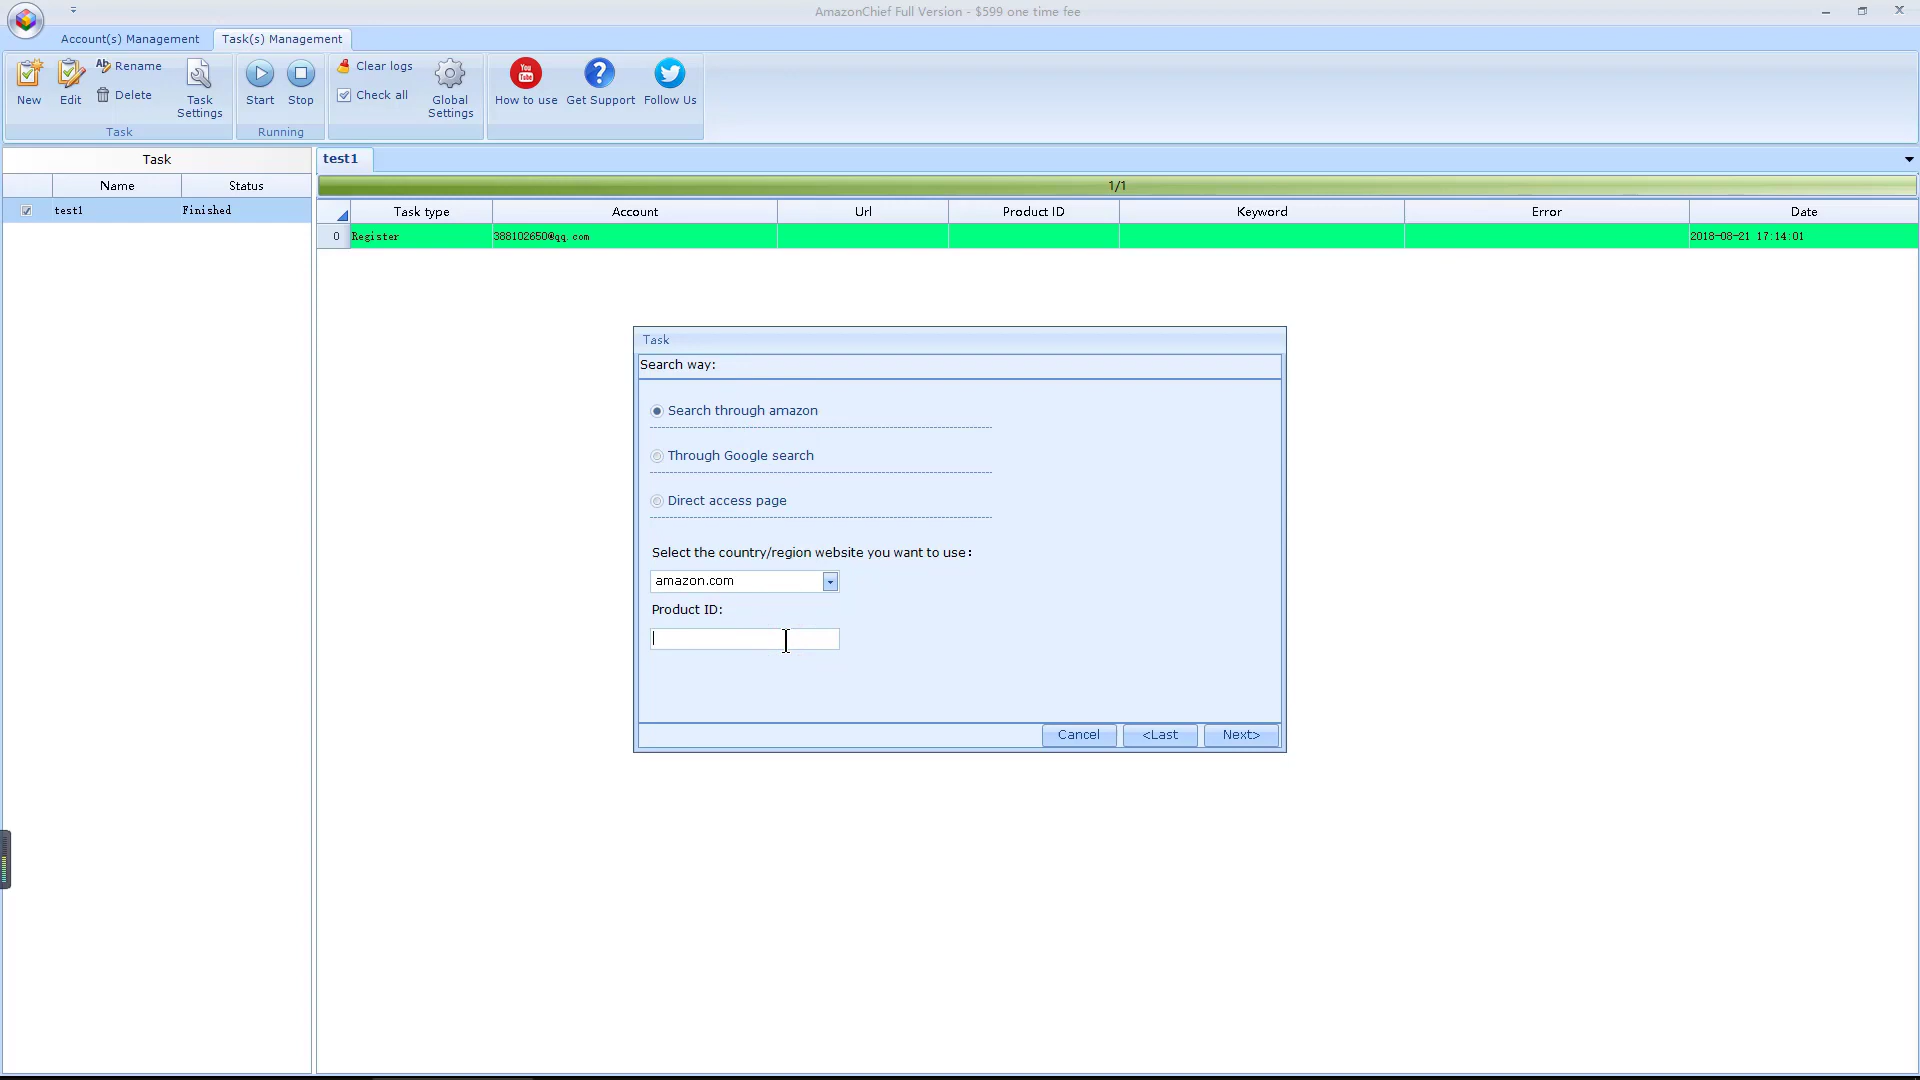 AmazonChief Full Version - $599 one time fee
Account(s) Management Task(s) Management
New Edit Rename Delete Task Settings Start Stop Clear logs Check all Global Settings You Tube How to use ? Get Support Follow Us
Task Running
Task test1
1/1
Name Status
Task type Account Url Product ID Keyword Error Date
test1 Finished
0 Register 388102650@qq.com 2018-08-21 17:14:01
Task
Search way:
Search through amazon
Through Google search
Direct access page
Select the country/region website you want to use:
amazon.com
Product ID:
Cancel <Last Next>